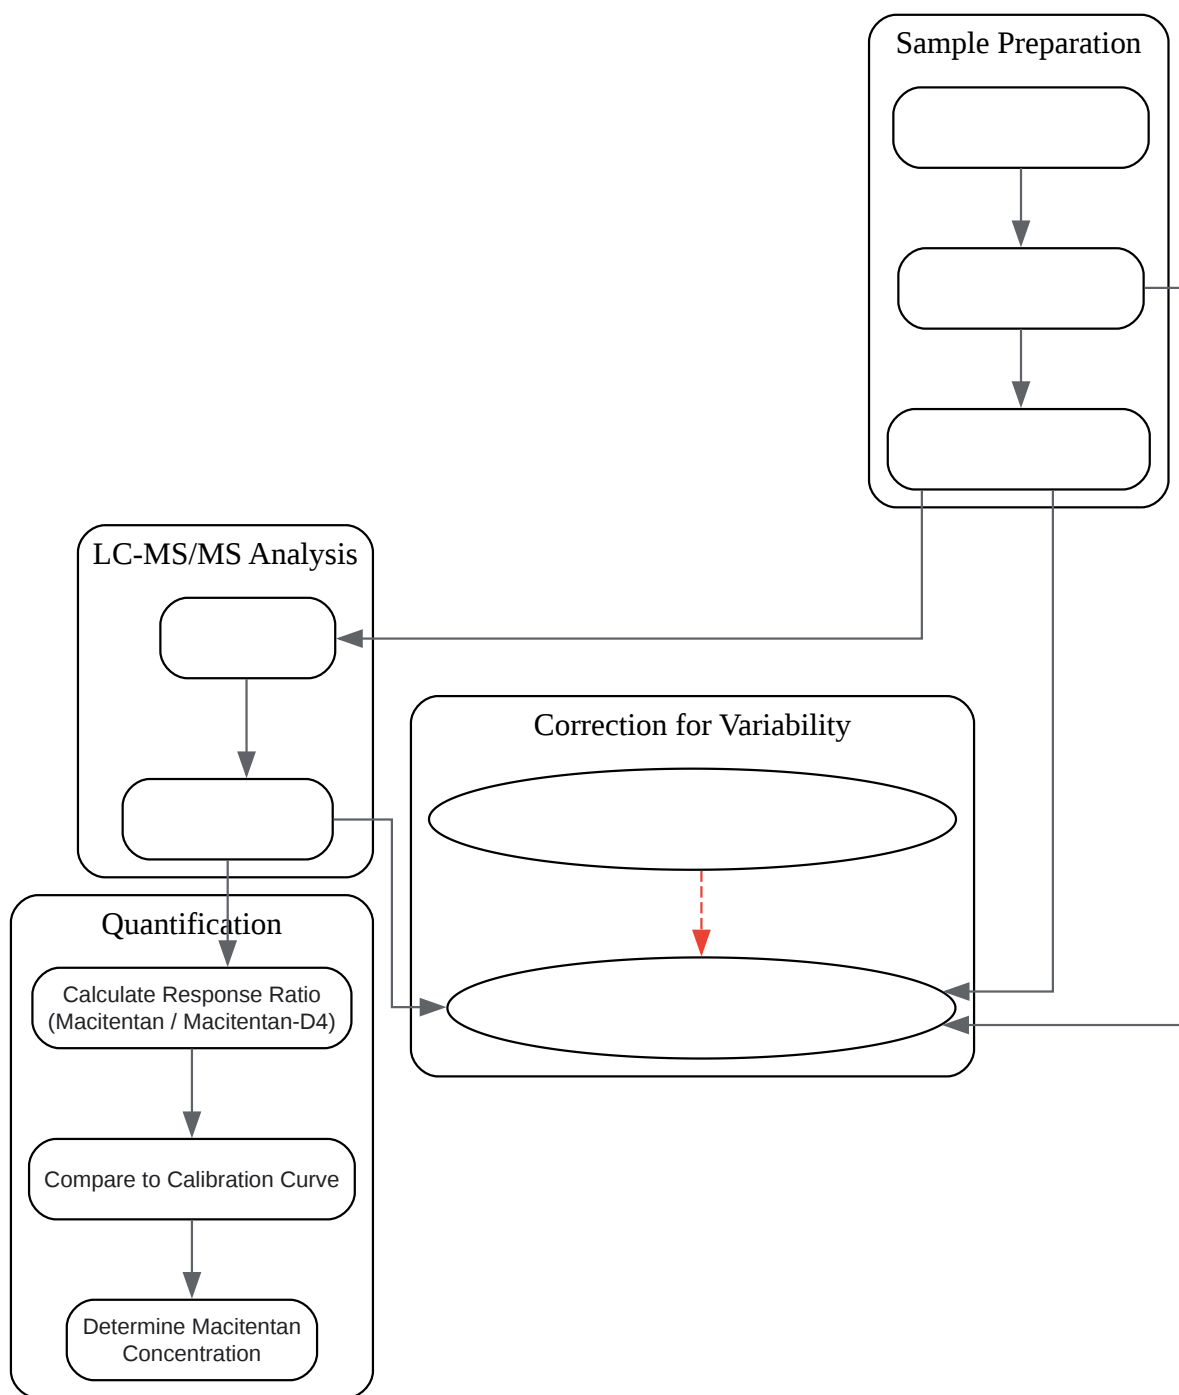 Sample Preparation
LC-MS/MS Analysis
Correction for Variability
Quantification
Calculate Response Ratio
(Macitentan / Macitentan-D4)
Compare to Calibration Curve
Determine Macitentan
Concentration